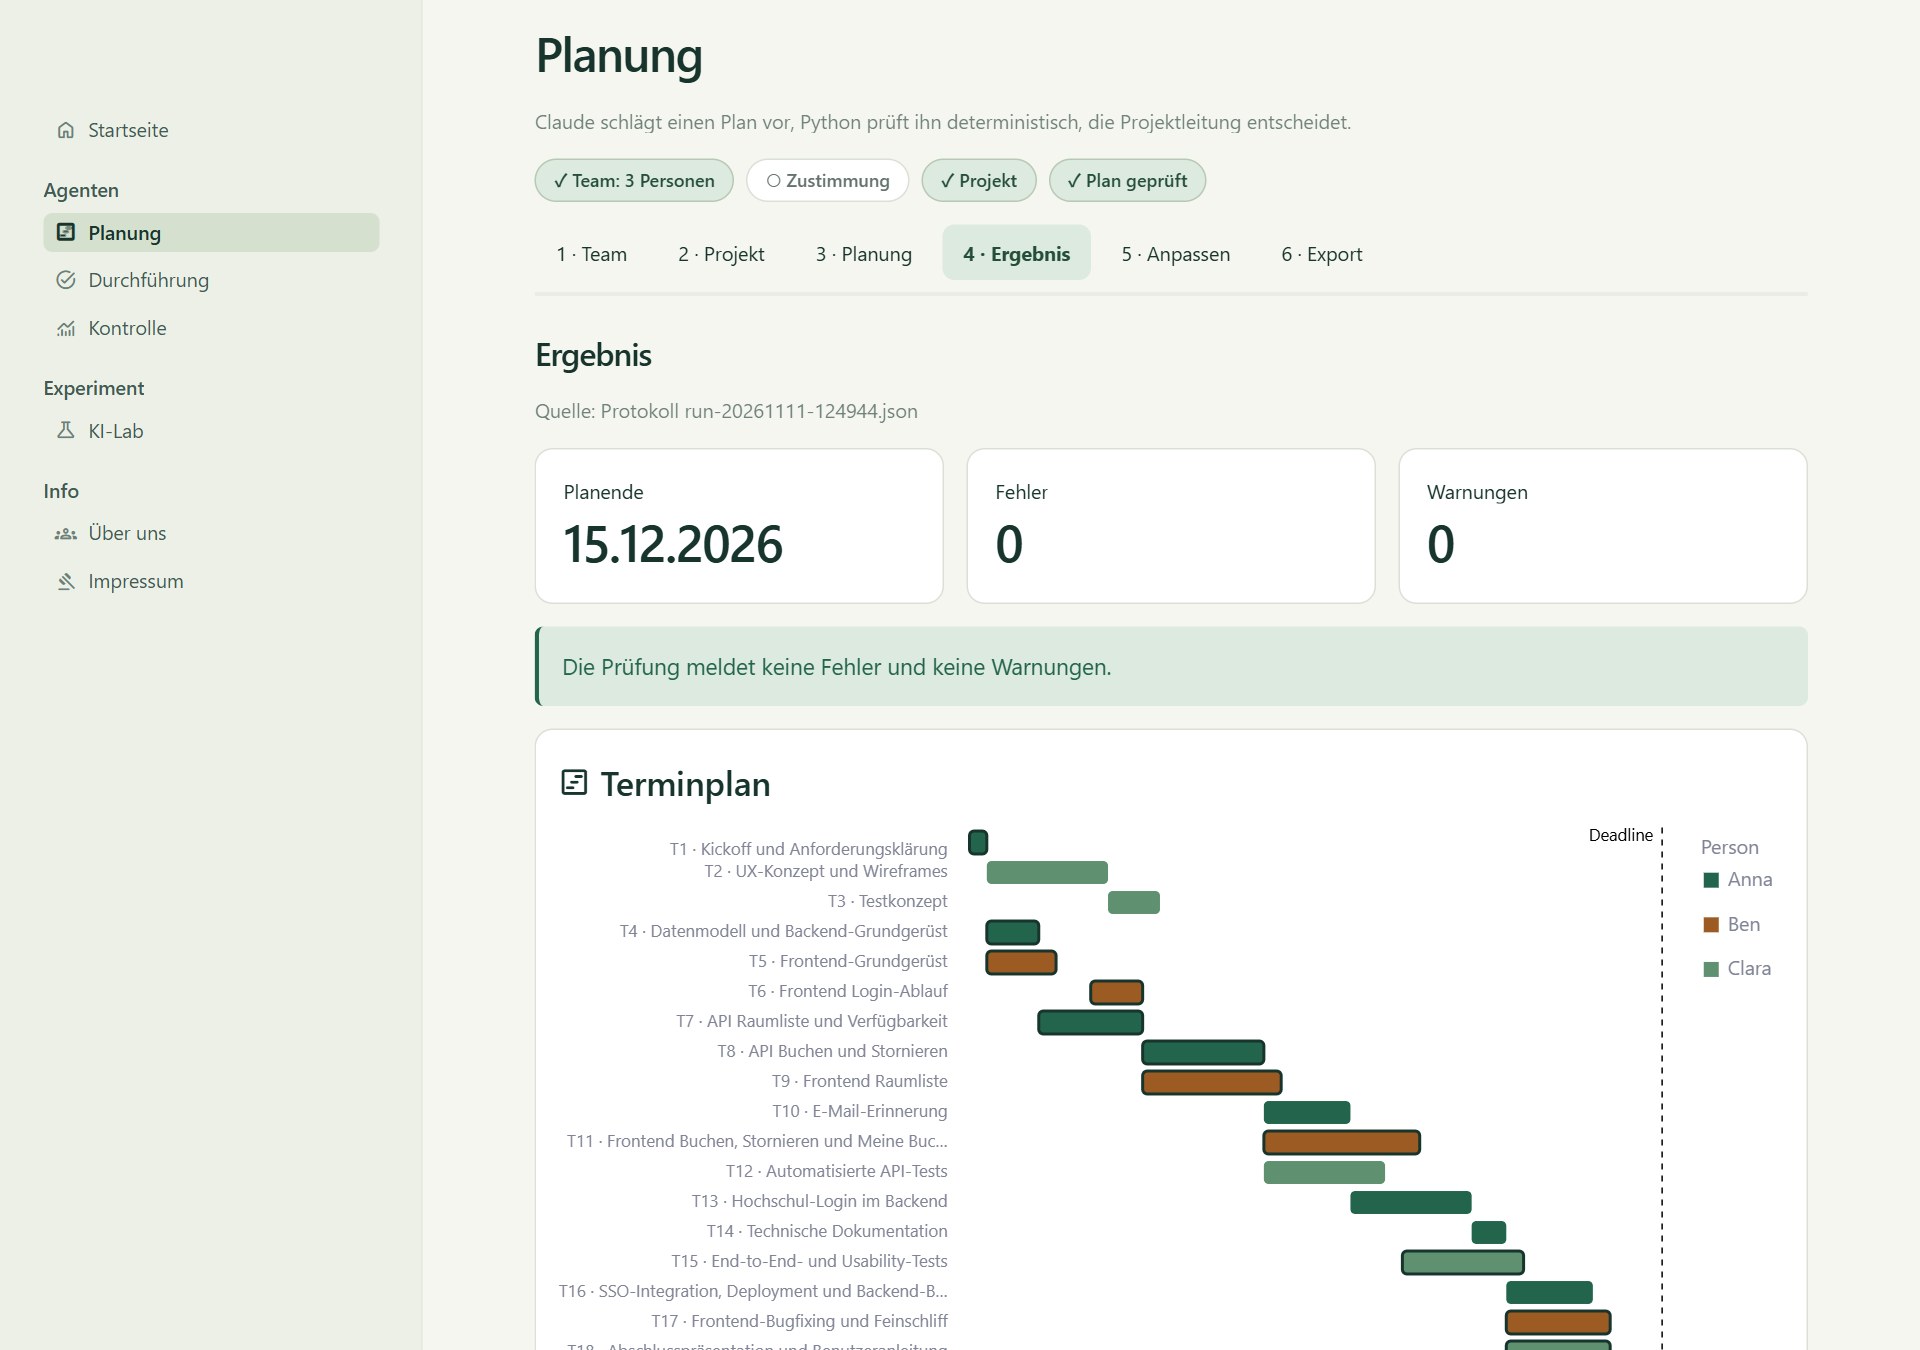 Startseite
Agenten
Planung
Durchführung
Kontrolle
Experiment
KI-Lab
Info
Über uns
Impressum
Planung
Claude schlägt einen Plan vor, Python prüft ihn deterministisch, die Projektleitung entscheidet.
✓ Team: 3 Personen
○ Zustimmung
✓ Projekt
✓ Plan geprüft
1 · Team
2 · Projekt
3 · Planung
4 · Ergebnis
5 · Anpassen
6 · Export
Ergebnis
Quelle: Protokoll run-20261111-124944.json
Planende
15.12.2026
Fehler
0
Warnungen
0
Die Prüfung meldet keine Fehler und keine Warnungen.
Terminplan
Deadline
T1 · Kickoff und Anforderungsklärung
T2 · UX-Konzept und Wireframes
T3 · Testkonzept
T4 · Datenmodell und Backend-Grundgerüst
T5 · Frontend-Grundgerüst
T6 · Frontend Login-Ablauf
T7 · API Raumliste und Verfügbarkeit
T8 · API Buchen und Stornieren
T9 · Frontend Raumliste
T10 · E-Mail-Erinnerung
T11 · Frontend Buchen, Stornieren und Meine Buc...
T12 · Automatisierte API-Tests
T13 · Hochschul-Login im Backend
T14 · Technische Dokumentation
T15 · End-to-End- und Usability-Tests
T16 · SSO-Integration, Deployment und Backend-B...
T17 · Frontend-Bugfixing und Feinschliff
T18 · Abschlusspräsentation und Benutzeranleitung
Person
Anna
Ben
Clara